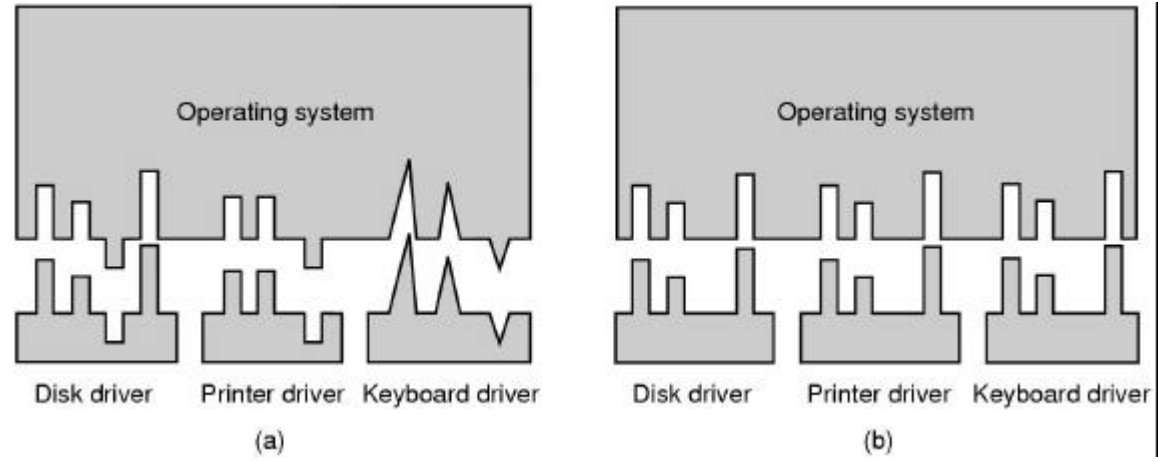 Operating system
Disk driver
Printer driver
Keyboard driver
(a)
Operating system
Disk driver
Printer driver
Keyboard driver
(b)